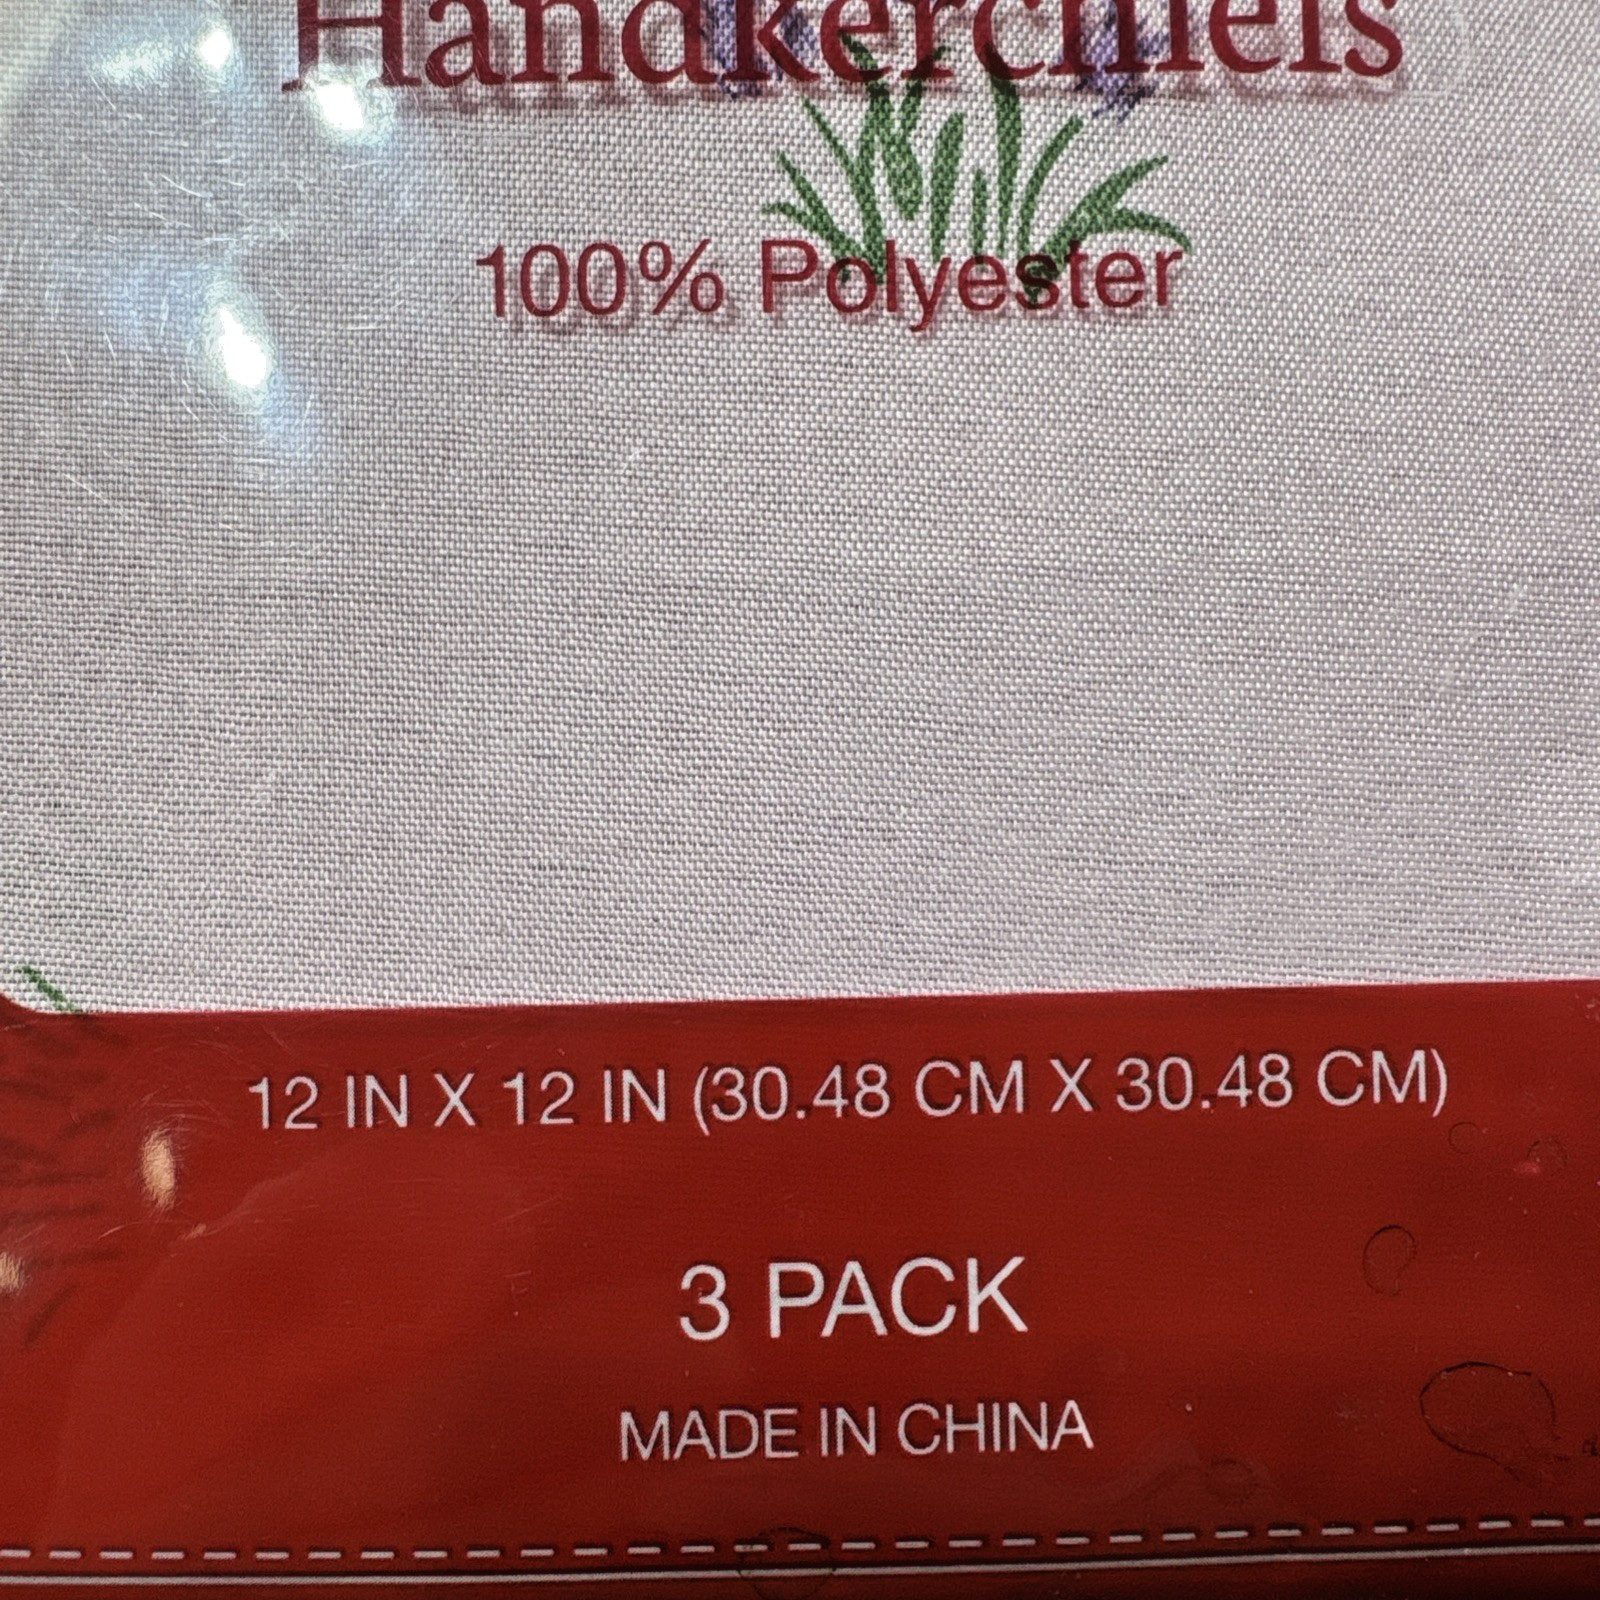 Handkerchiefs
100% Polyester
12 IN X 12 IN (30.48 CM X 30.48 CM)
3 PACK
MADE IN CHINA